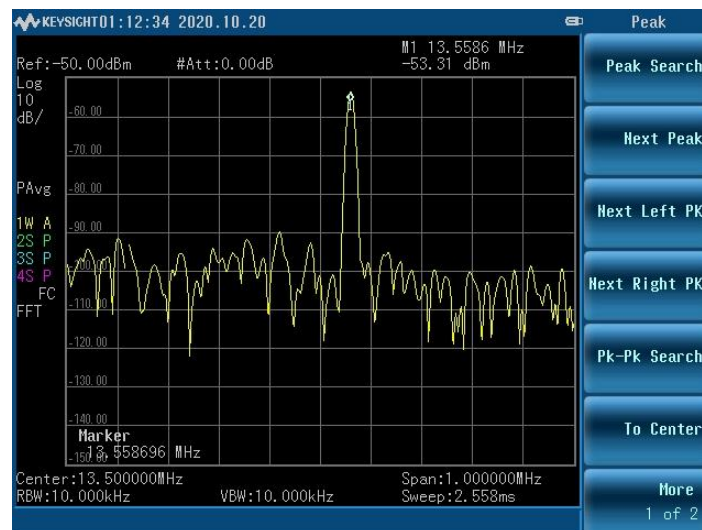 KEYSIGHT 01:12:34 2020.10.20
Peak
Ref:-50.00dBm #Att:0.00dB
M1 13.5586 MHz
-53.31 dBm
Log
10
dB/
PAvg
1W A
2S P
3S P
4S P
FC
FFT
-60.00
-70.00
-80.00
-90.00
-110.00
-120.00
-130.00
-140.00
-150.00
Marker
13.558696 MHz
Center:13.500000MHz
Span:1.000000MHz
RBW:10.000kHz
VBW:10.000kHz
Sweep:2.558ms
Peak Search
Next Peak
Next Left PK
Next Right PK
Pk-Pk Search
To Center
More
1 of 2